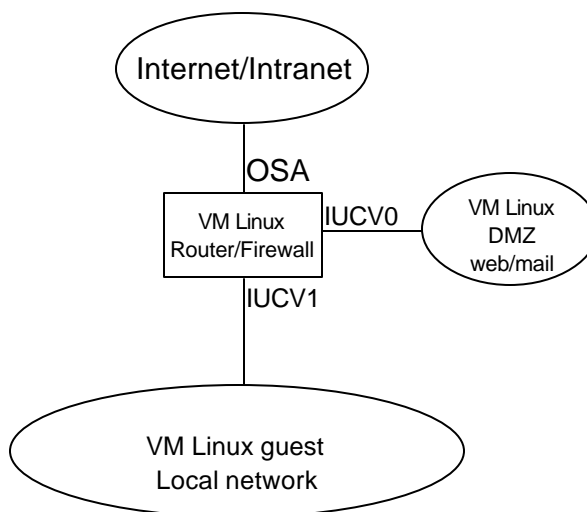 Internet/Intranet
OSA
VM Linux
Router/Firewall
IUCV0
VM Linux
DMZ
web/mail
IUCV1
VM Linux guest
Local network